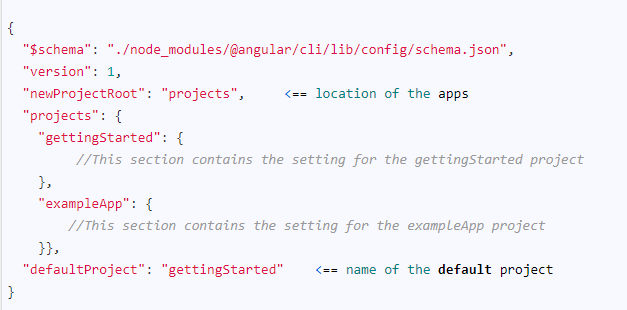 {
"$schema": "./node_modules/@angular/cli/lib/config/schema.json",
"version": 1,
"newProjectRoot": "projects",     <== location of the apps
"projects": {
"gettingStarted": {
//This section contains the setting for the gettingStarted project
},
"exampleApp": {
//This section contains the setting for the exampleApp project
}},
"defaultProject": "gettingStarted"    <== name of the default project
}